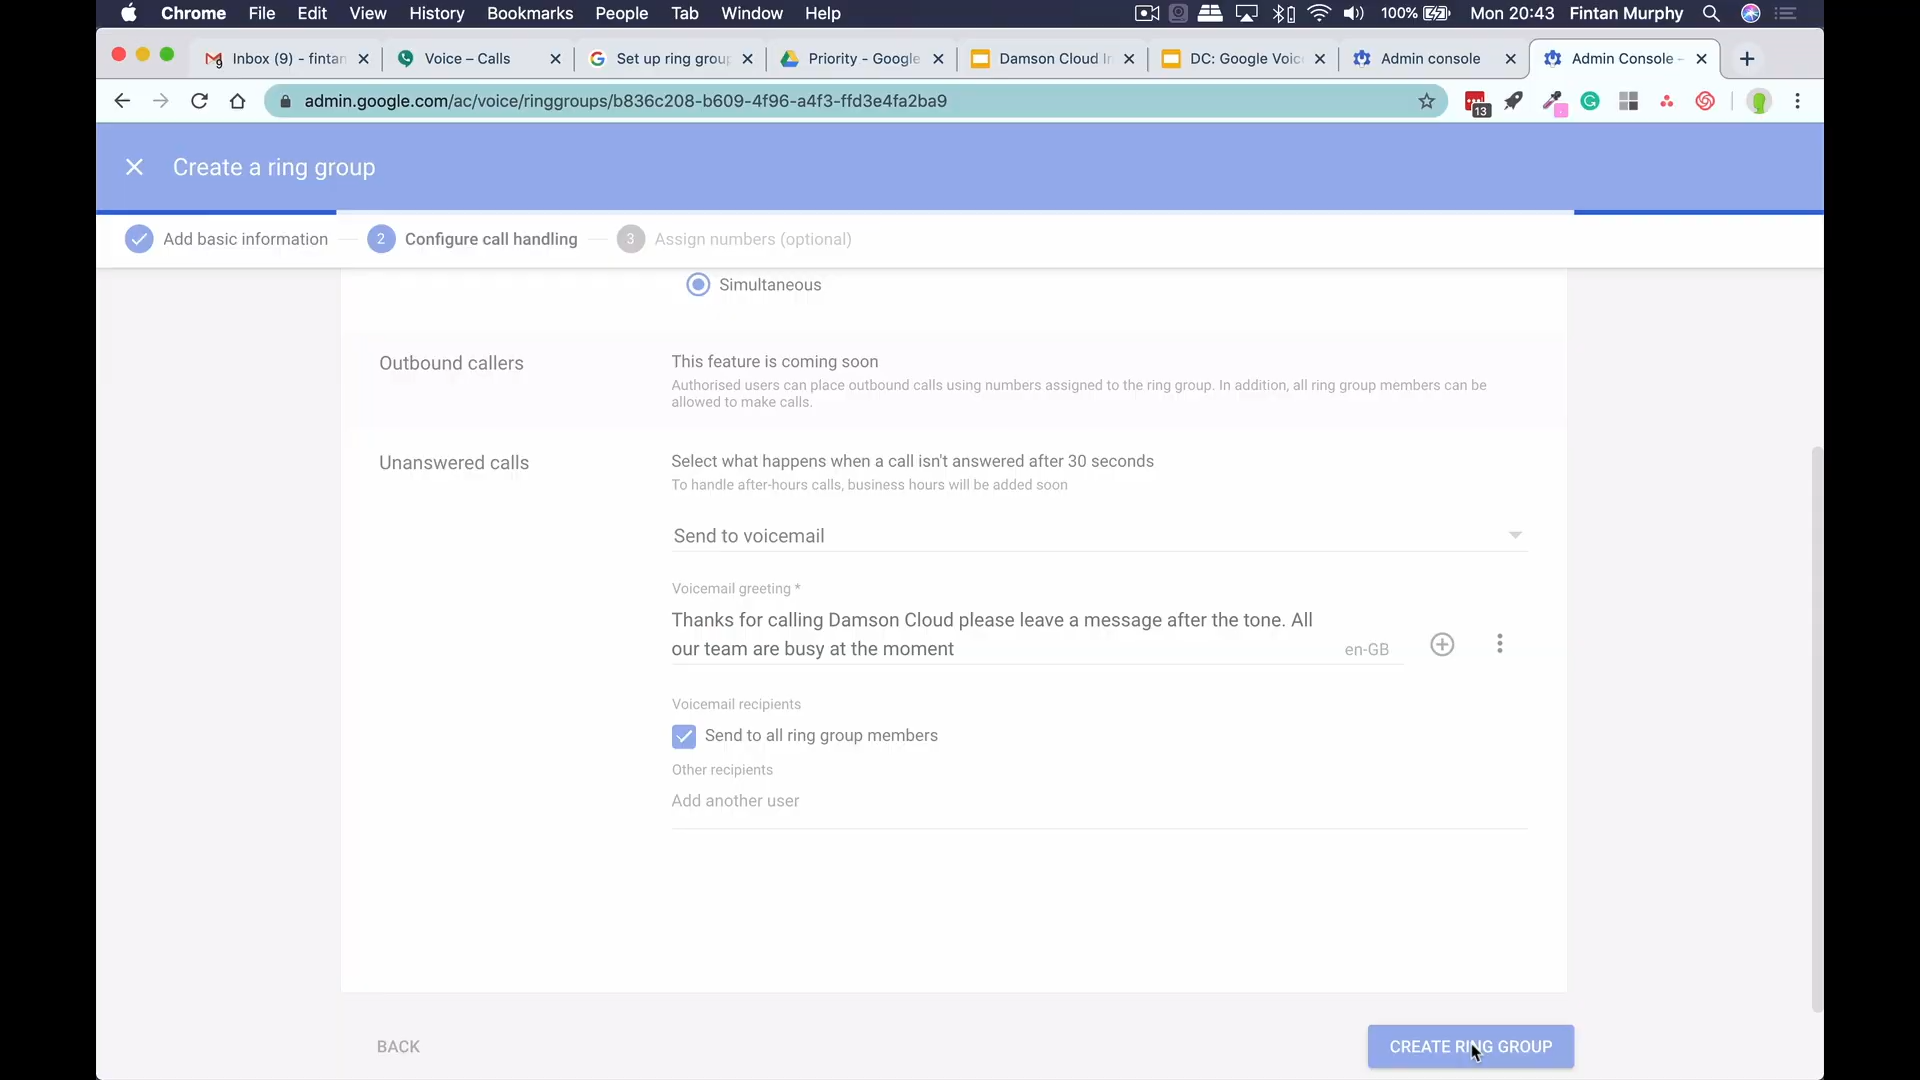 Chrome File Edit View History Bookmarks People Tab Window Help 100% Mon 20:43 Fintan Murphy
Inbox (9) - fintan Voice – Calls Set up ring group Priority - Google Damson Cloud In DC: Google Voic Admin console Admin Console -
admin.google.com/ac/voice/ringgroups/b836c208-b609-4f96-a4f3-ffd3e4fa2ba9 13
Create a ring group
Add basic information 2 Configure call handling 3 Assign numbers (optional)
Simultaneous
Outbound callers
This feature is coming soon
Authorised users can place outbound calls using numbers assigned to the ring group. In addition, all ring group members can be
allowed to make calls.
Unanswered calls
Select what happens when a call isn't answered after 30 seconds
To handle after-hours calls, business hours will be added soon
Send to voicemail
Voicemail greeting *
Thanks for calling Damson Cloud please leave a message after the tone. All
our team are busy at the moment
en-GB
Voicemail recipients
Send to all ring group members
Other recipients
Add another user
BACK
CREATE RING GROUP